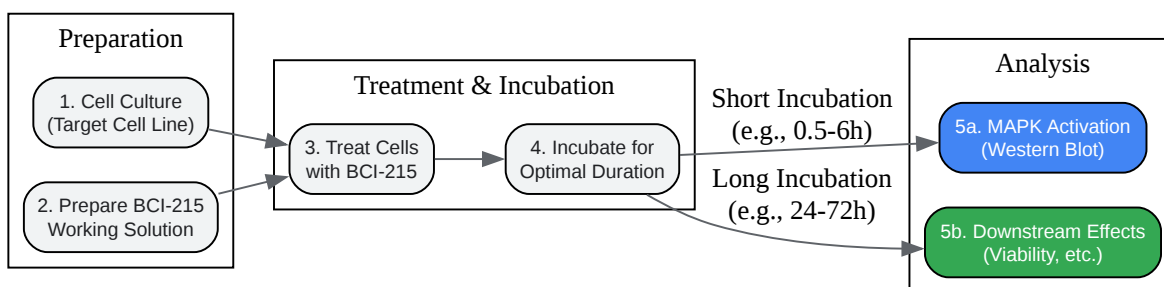 Preparation
1. Cell Culture
(Target Cell Line)
2. Prepare BCI-215
Working Solution
Treatment & Incubation
3. Treat Cells
with BCI-215
4. Incubate for
Optimal Duration
Short Incubation
(e.g., 0.5-6h)
Long Incubation
(e.g., 24-72h)
Analysis
5a. MAPK Activation
(Western Blot)
5b. Downstream Effects
(Viability, etc.)